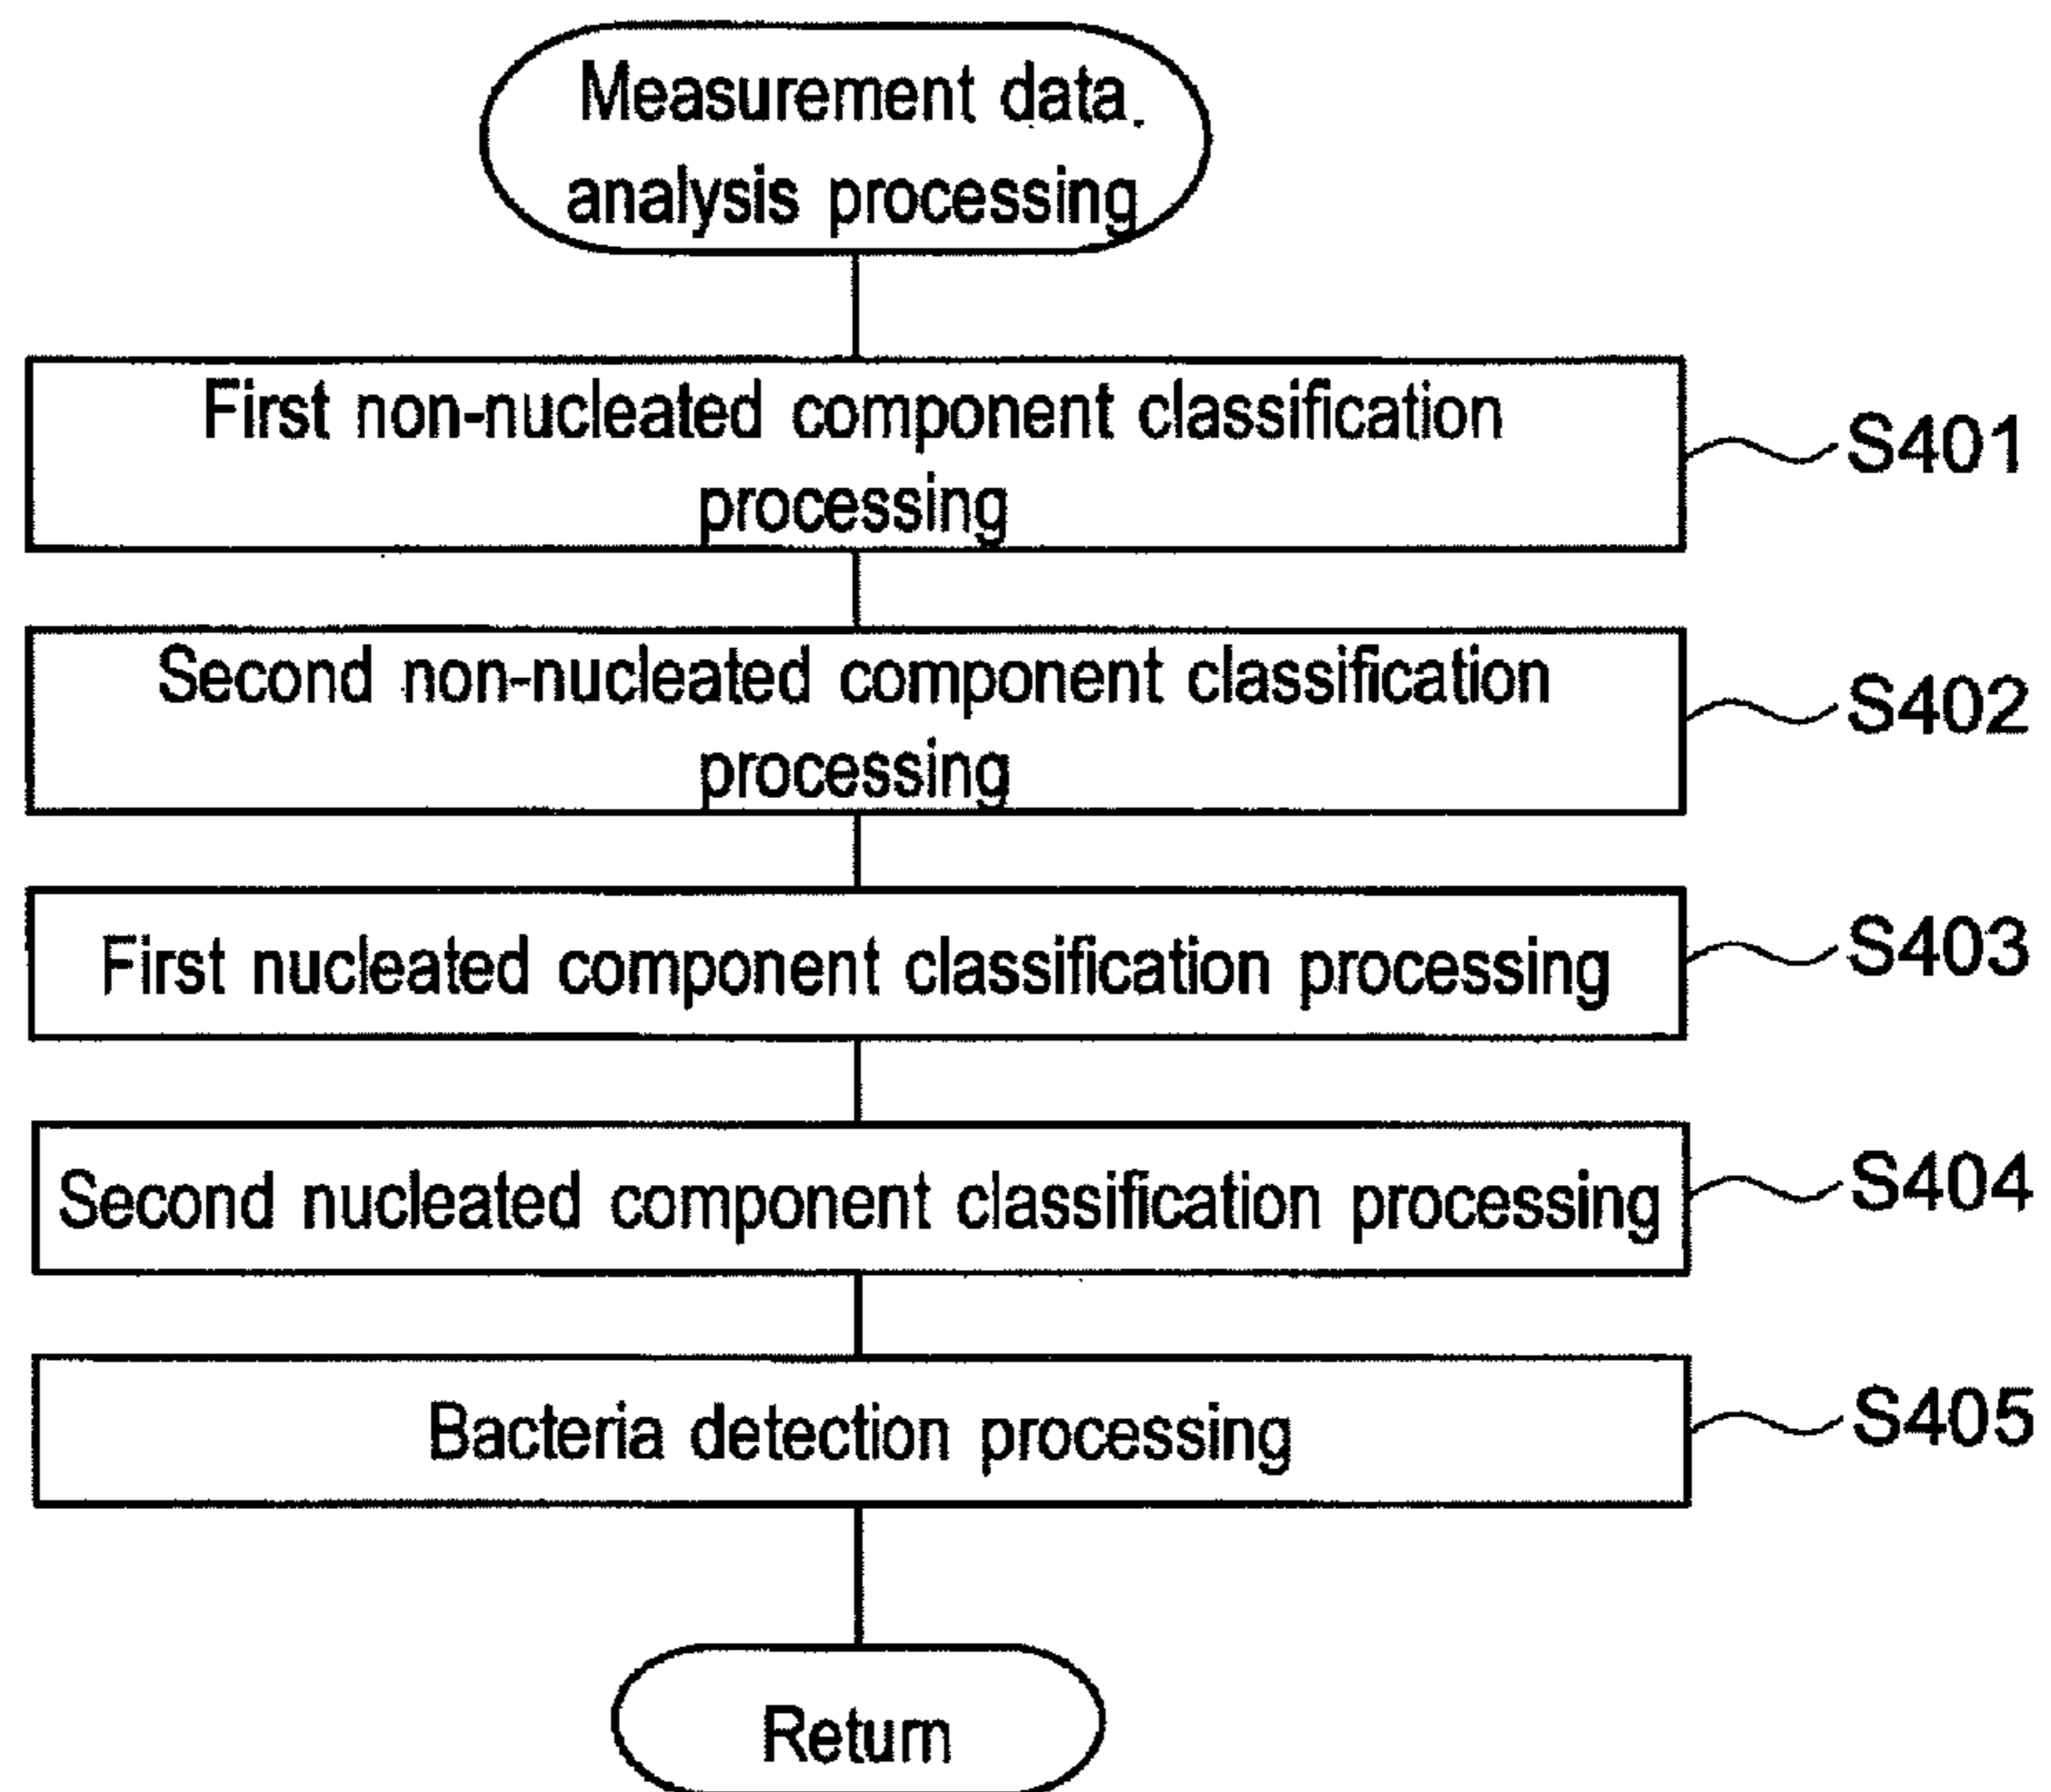 Measurement data
analysis processing
First non-nucleated component classification
processing
S401
Second non-nucleated component classification
processing
S402
First nucleated component classification processing
S403
Second nucleated component classification processing
S404
Bacteria detection processing
S405
Return